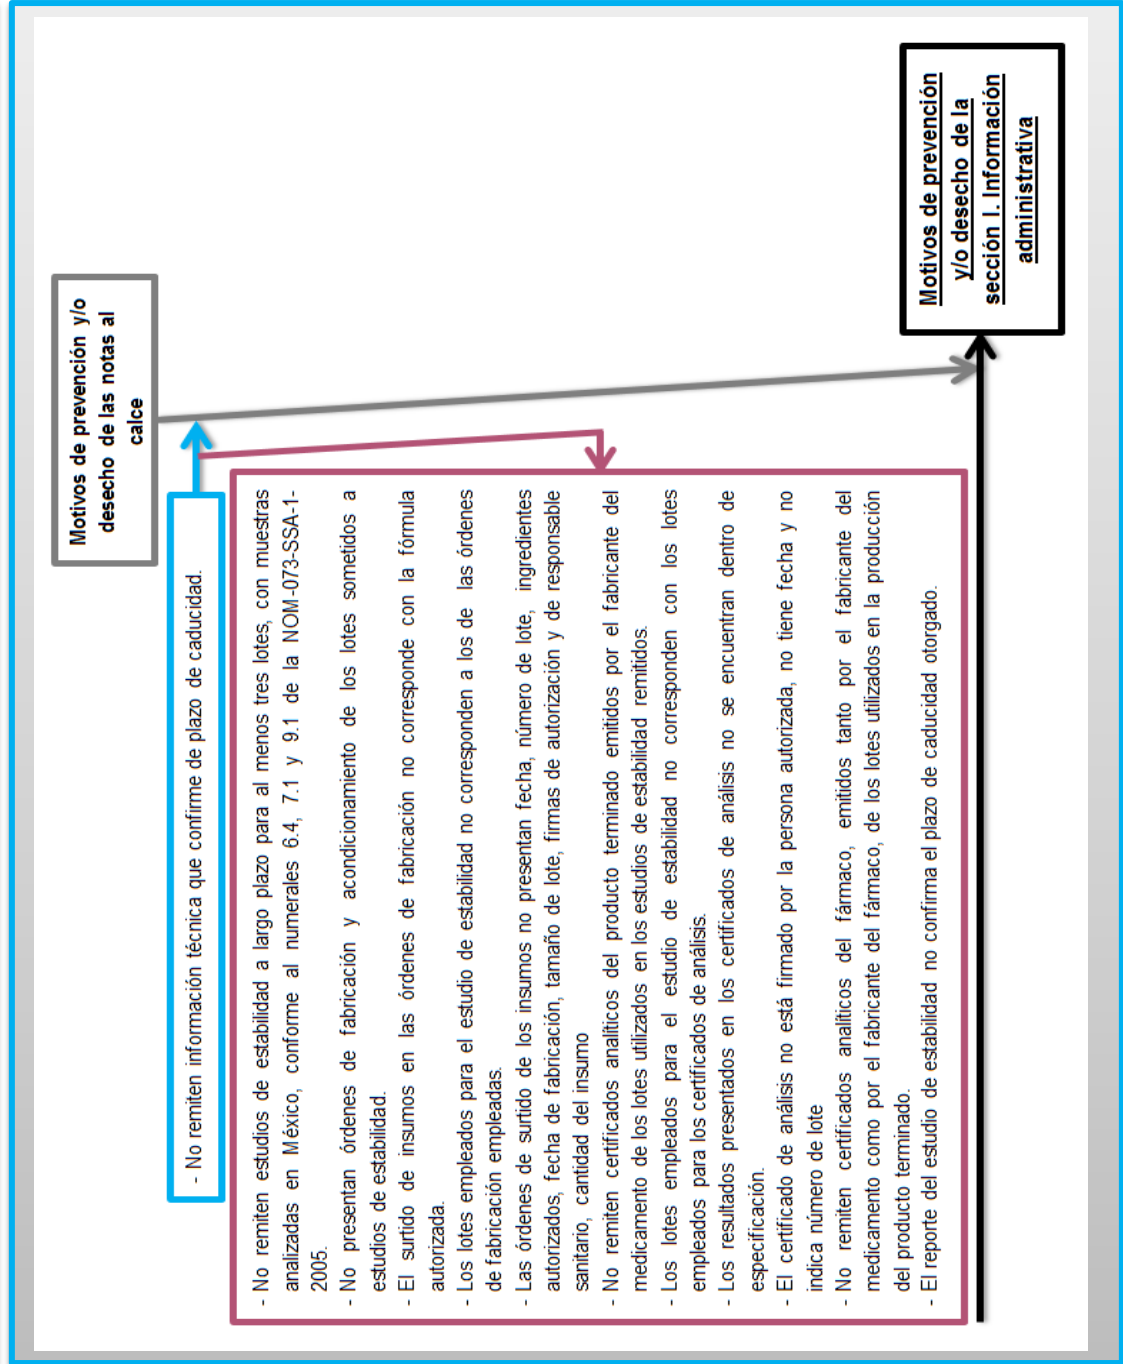 Motivos de prevención y/o
desecho de las notas al
calce
- No remiten información técnica que confirme de plazo de caducidad.
- No remiten estudios de estabilidad a largo plazo para al menos tres lotes, con muestras
analizadas en México, conforme al numerales 6.4, 7.1 y 9.1 de la NOM-073-SSA-1-
2005.
- No presentan órdenes de fabricación y acondicionamiento de los lotes sometidos a
estudios de estabilidad.
- El surtido de insumos en las órdenes de fabricación no corresponde con la fórmula
autorizada.
- Los lotes empleados para el estudio de estabilidad no corresponden a los de las órdenes
de fabricación empleadas.
- Las órdenes de surtido de los insumos no presentan fecha, número de lote, ingredientes
autorizados, fecha de fabricación, tamaño de lote, firmas de autorización y de responsable
sanitario, cantidad del insumo
- No remiten certificados analíticos del producto terminado emitidos por el fabricante del
medicamento de los lotes utilizados en los estudios de estabilidad remitidos.
- Los lotes empleados para el estudio de estabilidad no corresponden con los lotes
empleados para los certificados de análisis.
- Los resultados presentados en los certificados de análisis no se encuentran dentro de
especificación.
- El certificado de análisis no está firmado por la persona autorizada, no tiene fecha y no
indica número de lote
- No remiten certificados analíticos del fármaco, emitidos tanto por el fabricante del
medicamento como por el fabricante del fármaco, de los lotes utilizados en la producción
del producto terminado.
- El reporte del estudio de estabilidad no confirma el plazo de caducidad otorgado.
Motivos de prevención
y/o desecho de la
sección I. Información
administrativa